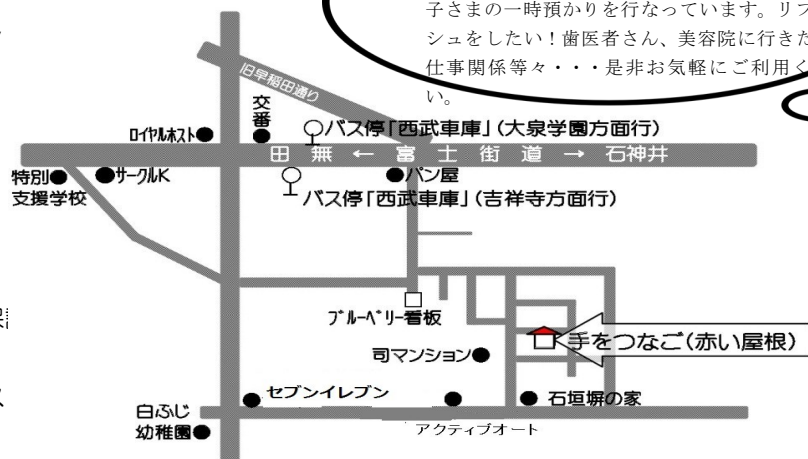 子さまの一時預かりを行なっています。リフ
シュをしたい！歯医者さん、美容院に行きた
仕事関係等々・・・是非お気軽にご利用く
い。
旧早稲田通り
交番
ロイヤルホスト
バス停「西武車庫」(大泉学園方面行)
田無 ← 富士街道 → 石神井
特別
支援学校
サークルK
パン屋
バス停「西武車庫」(吉祥寺方面行)
ブルーベリー看板
手をつなご(赤い屋根)
司マンション
セブンイレブン
石垣塀の家
白ふじ
幼稚園
アクティブオート